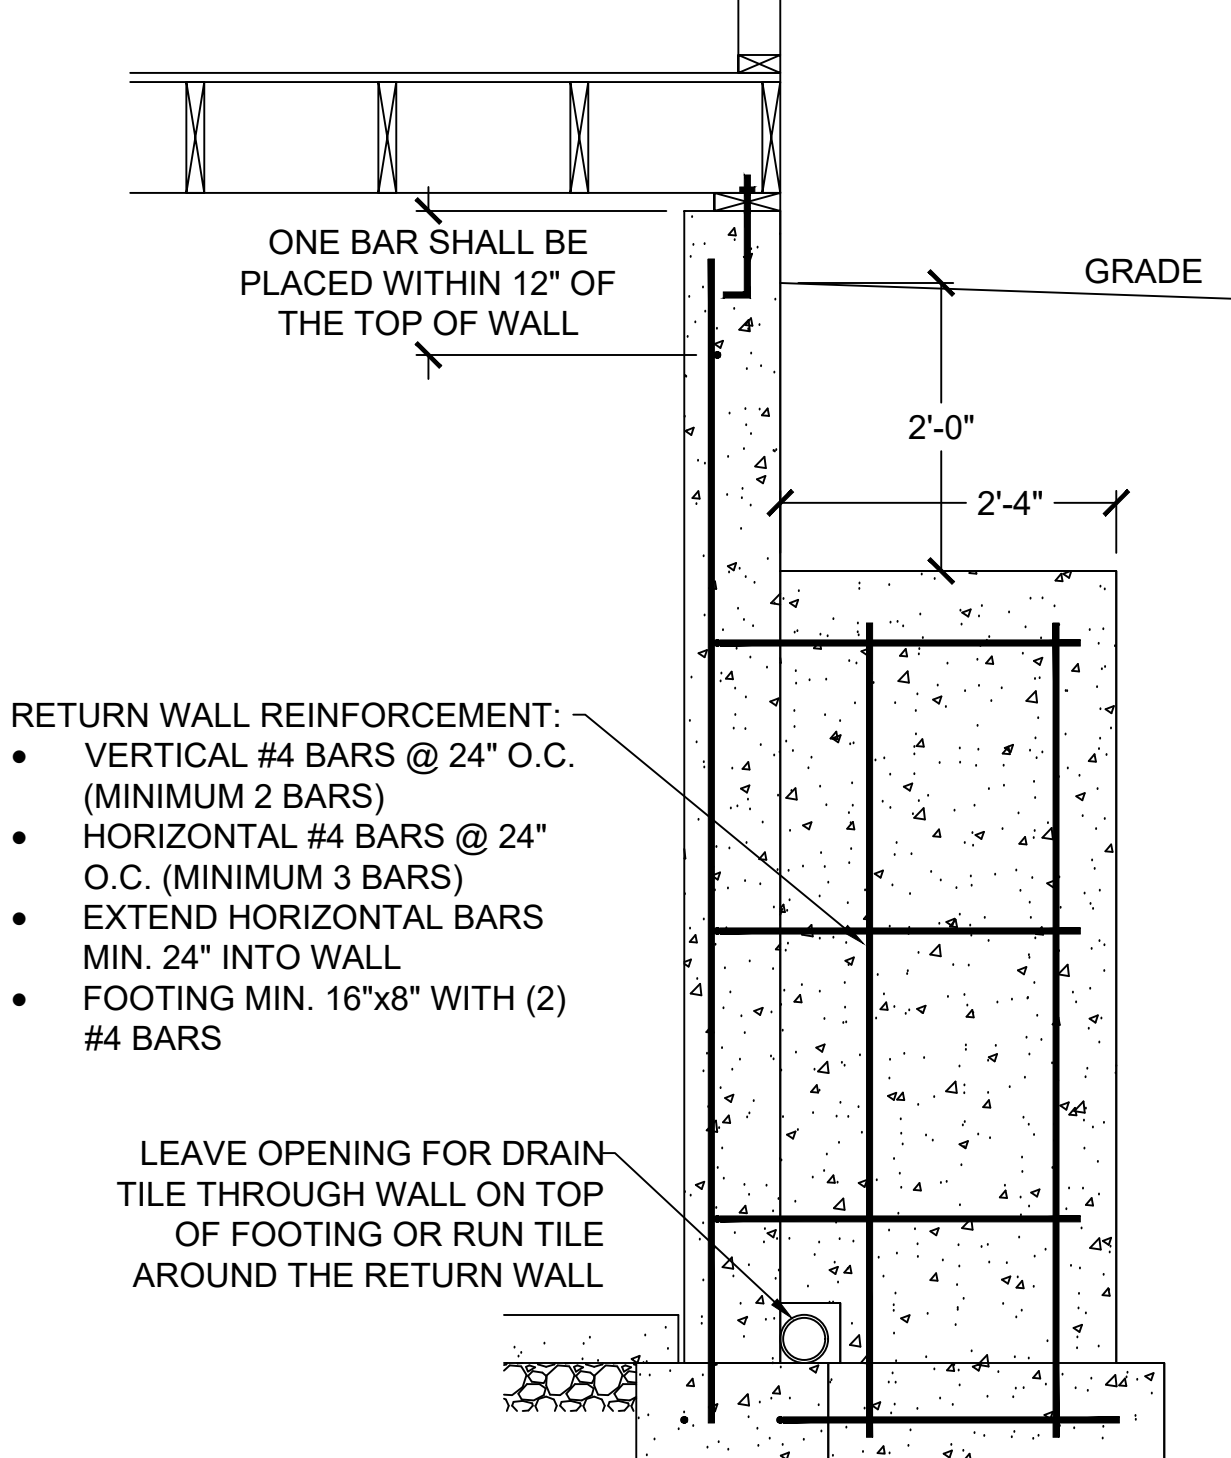 ONE BAR SHALL BE
PLACED WITHIN 12" OF
THE TOP OF WALL
GRADE
2'-0"
2'-4"
RETURN WALL REINFORCEMENT:
• VERTICAL #4 BARS @ 24" O.C.
(MINIMUM 2 BARS)
• HORIZONTAL #4 BARS @ 24"
O.C. (MINIMUM 3 BARS)
• EXTEND HORIZONTAL BARS
MIN. 24" INTO WALL
• FOOTING MIN. 16"x8" WITH (2)
#4 BARS
LEAVE OPENING FOR DRAIN
TILE THROUGH WALL ON TOP
OF FOOTING OR RUN TILE
AROUND THE RETURN WALL